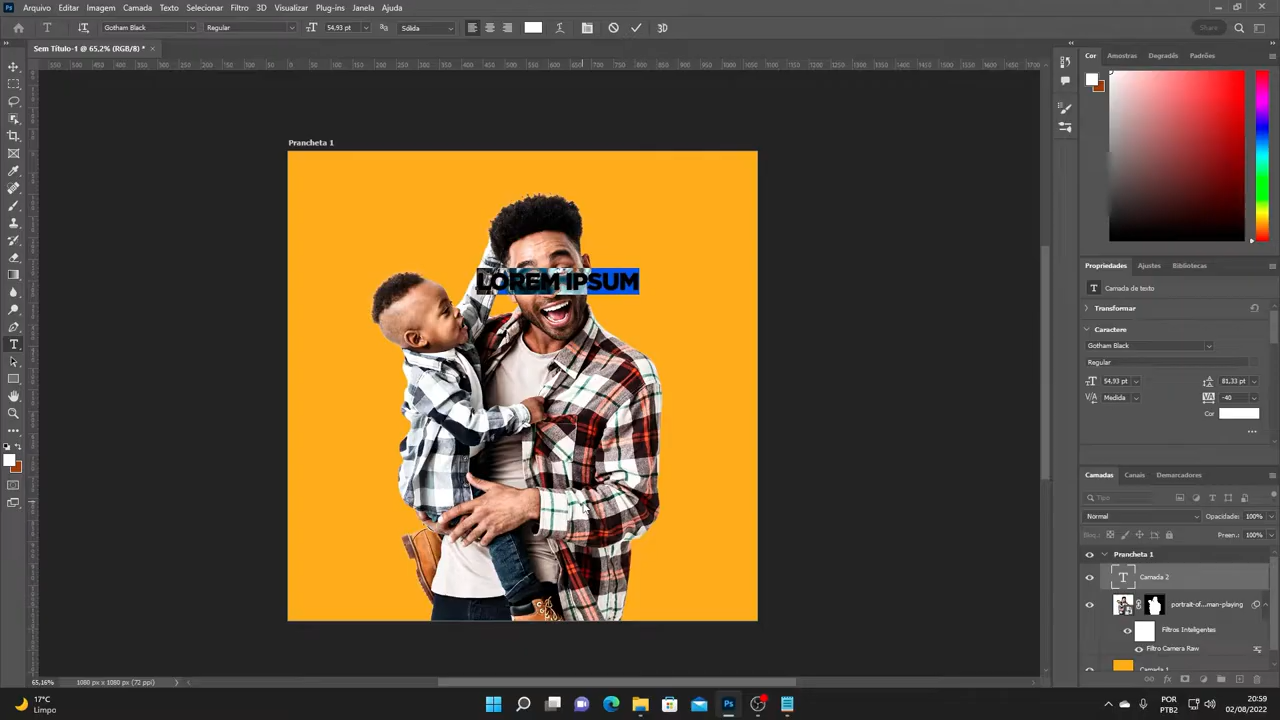 Ps Arquivo Editar Imagem Camada Texto Selecionar Filtro 3D Visualizar Plug-ins Janela Ajuda
T Gotham Black Regular 54,93 pt Sólida 3D Share
Sem Título-1 @ 65,2% (RGB/8) * ×
Cor Amostras Degradês Padrões
Prancheta 1
LOREM IPSUM
Propriedades Ajustes Bibliotecas
T Camada de texto
Transformar
Caractere
Gotham Black
Regular
54,93 pt 81,33 pt
Medida -40
Cor
Camadas Canais Demarcadores
Tipo
Normal Opacidade: 100%
Bloq.: Preen.: 100%
Prancheta 1
T Camada 2
portrait-of...man-playing
Filtros Inteligentes
Filtro Camera Raw
Camada 1
65,16% 1080 px x 1080 px (72 ppi)
17°C
Limpo
POR
PTB2
20:59
02/08/2022